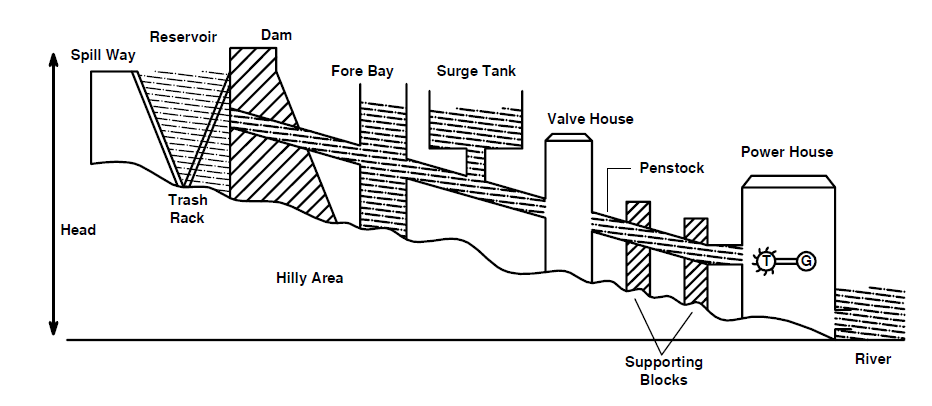 Reservoir
Dam
Spill Way
Fore Bay
Surge Tank
Valve House
Power House
Penstock
Trash
Rack
Head
T
G
Hilly Area
Supporting
Blocks
River